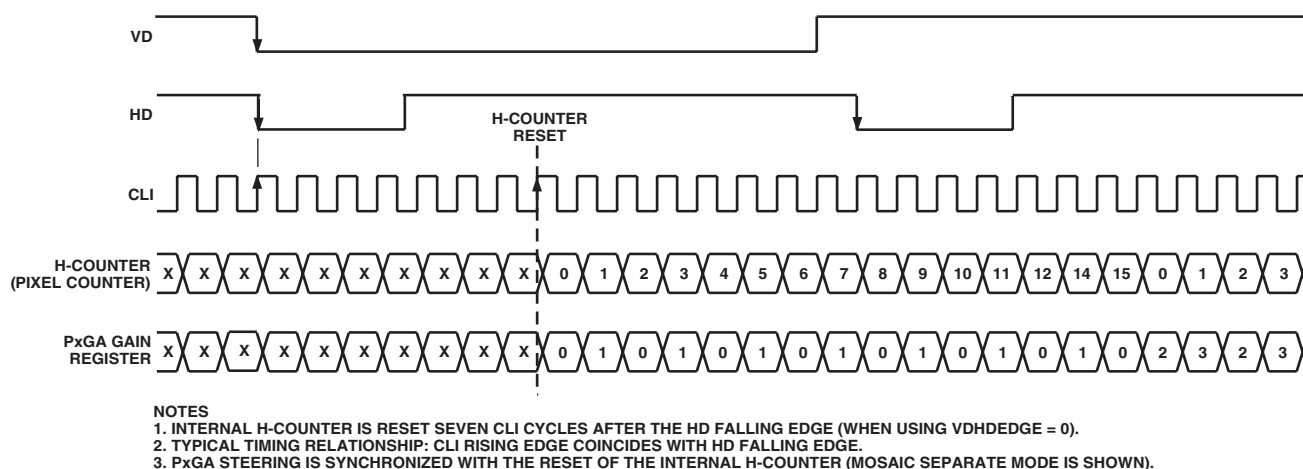 VD
HD
H-COUNTER
RESET
CLI
H-COUNTER
(PIXEL COUNTER)
X X X X X X X X X X 0 1 2 3 4 5 6 7 8 9 10 11 12 14 15 0 1 2 3
PxGA GAIN
REGISTER
X X X X X X X X X X 0 1 0 1 0 1 0 1 0 1 0 1 0 1 0 2 3 2 3
NOTES
1. INTERNAL H-COUNTER IS RESET SEVEN CLI CYCLES AFTER THE HD FALLING EDGE (WHEN USING VDHDEDGE = 0).
2. TYPICAL TIMING RELATIONSHIP: CLI RISING EDGE COINCIDES WITH HD FALLING EDGE.
3. PxGA STEERING IS SYNCHRONIZED WITH THE RESET OF THE INTERNAL H-COUNTER (MOSAIC SEPARATE MODE IS SHOWN).